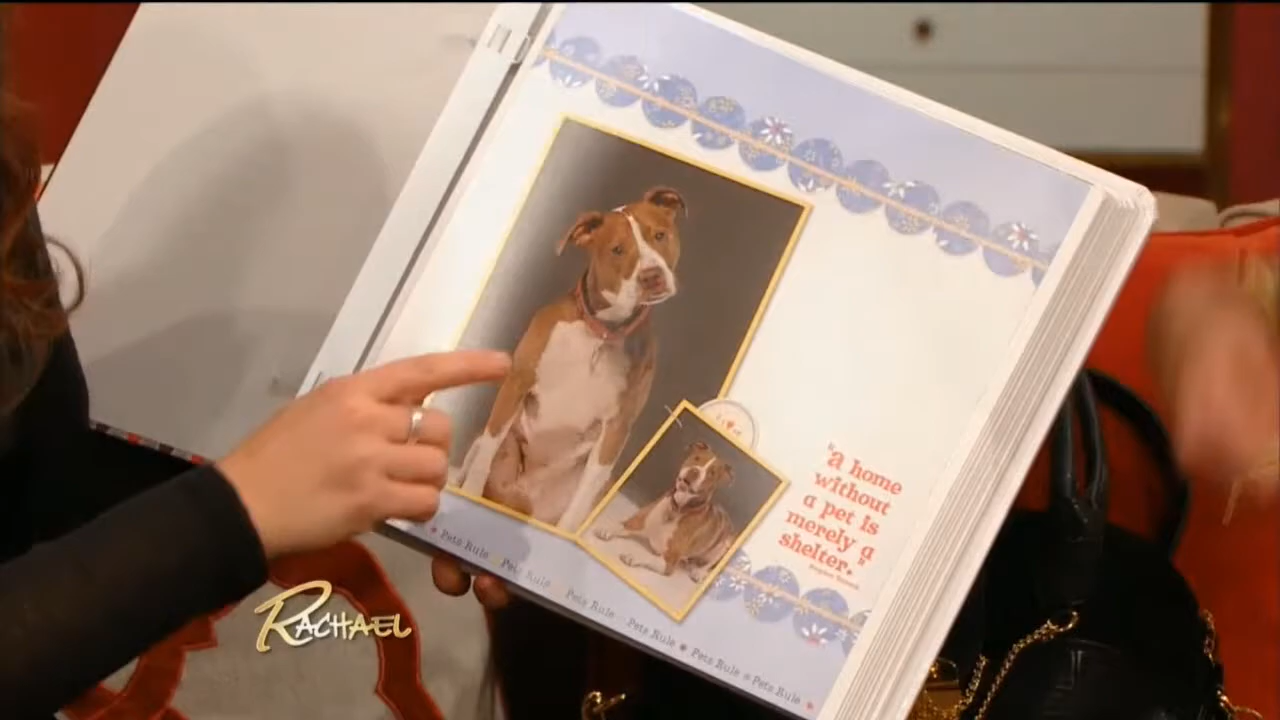 "a home
without
a pet is
merely a
shelter."
Pets Rule Pets Rule Pets Rule Pets Rule Pets Rule Pets Rule
RACHAEL